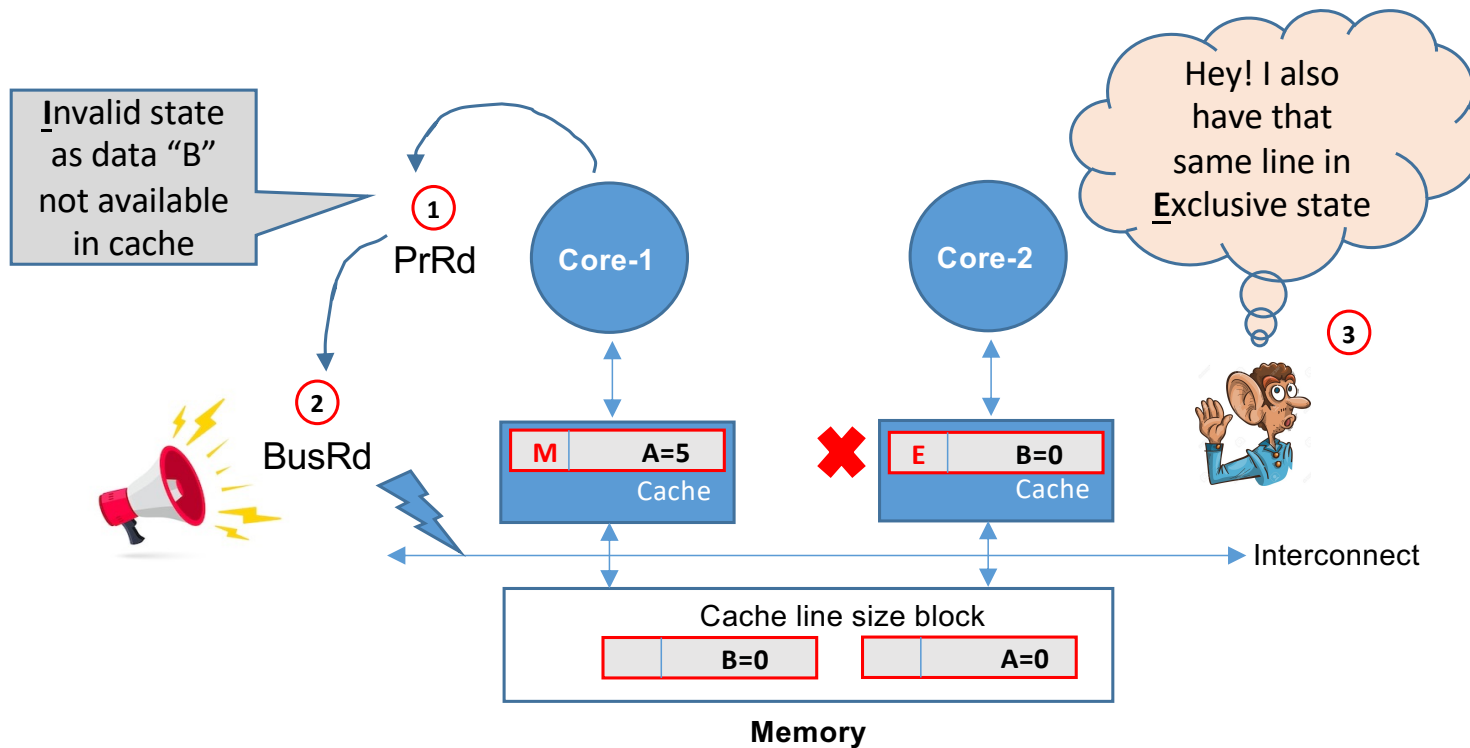 Invalid state
as data “B”
not available
in cache
1
PrRd
2
BusRd
Core-1
M A=5
Cache
Core-2
E B=0
Cache
Hey! I also
have that
same line in
Exclusive state
3
Interconnect
Cache line size block
B=0
A=0
Memory